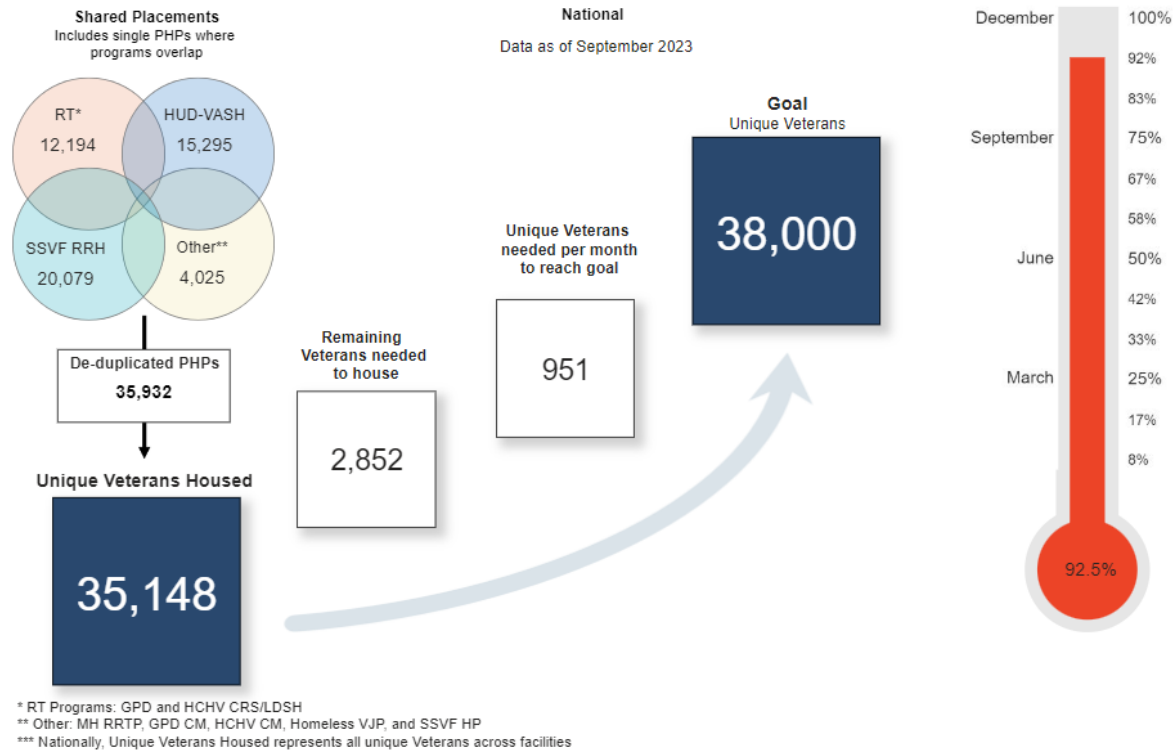 Shared Placements
Includes single PHPs where
programs overlap
RT*
12,194
HUD-VASH
15,295
SSVF RRH
20,079
Other**
4,025
De-duplicated PHPs
35,932
Unique Veterans Housed
35,148
National
Data as of September 2023
Remaining
Veterans needed
to house
2,852
Unique Veterans
needed per month
to reach goal
951
Goal
Unique Veterans
38,000
December 100%
92%
83%
September 75%
67%
58%
June 50%
42%
33%
March 25%
17%
8%
92.5%
* RT Programs: GPD and HCHV CRS/LDSH
** Other: MH RRTP, GPD CM, HCHV CM, Homeless VJP, and SSVF HP
*** Nationally, Unique Veterans Housed represents all unique Veterans across facilities